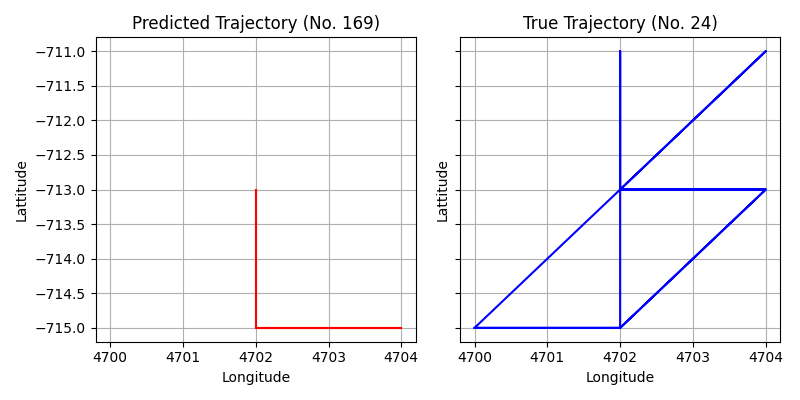 Predicted Trajectory (No. 169)
True Trajectory (No. 24)
−711.0
−711.5
−712.0
−712.5
−713.0
−713.5
−714.0
−714.5
−715.0
Lattitude
Lattitude
4700 4701 4702 4703 4704
4700 4701 4702 4703 4704
Longitude
Longitude